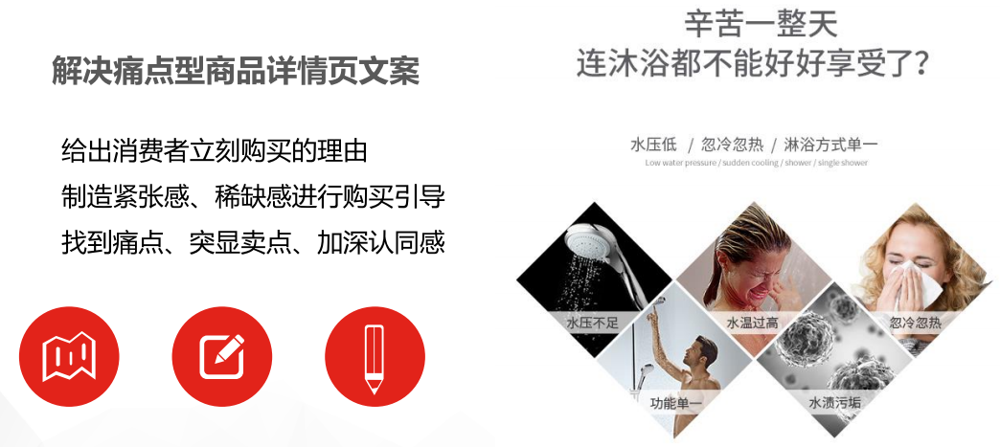 解决痛点型商品详情页文案
给出消费者立刻购买的理由
制造紧张感、稀缺感进行购买引导
找到痛点、突显卖点、加深认同感
辛苦一整天
连沐浴都不能好好享受了?
水压低 / 忽冷忽热 / 淋浴方式单一
Low water pressure / sudden cooling / shower / single shower
水压不足
水温过高
忽冷忽热
功能单一
水渍污垢